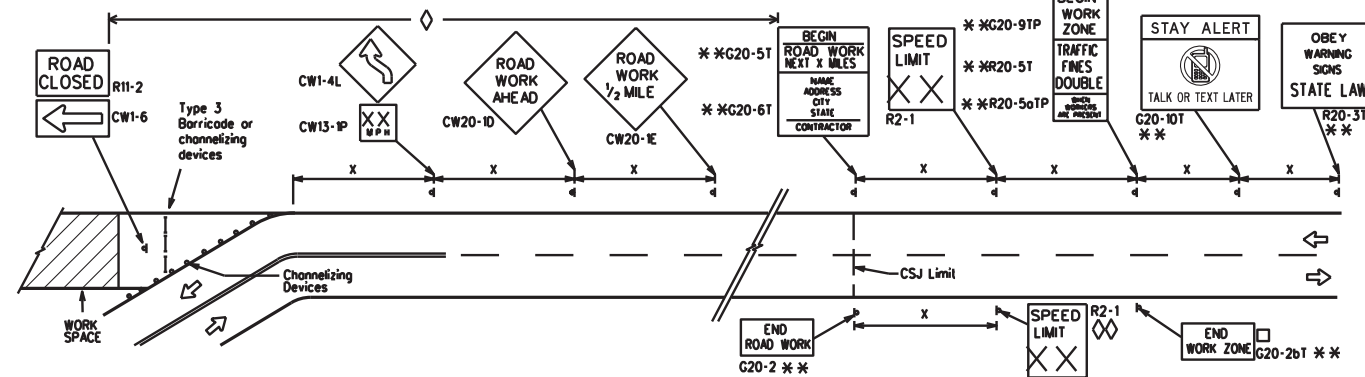 ROAD
CLOSED
R11-2
CW1-6
Type 3
Barricade or
channelizing
devices
CW1-4L
XX
MPH
CW13-1P
ROAD
WORK
AHEAD
CW20-1D
ROAD
WORK
1/2 MILE
CW20-1E
* *G20-5T
* *G20-6T
BEGIN
ROAD WORK
NEXT X MILES
NAME
ADDRESS
CITY
STATE
CONTRACTOR
SPEED
LIMIT
X X
R2-1
* *G20-9TP
* *R20-5T
* *R20-5aTP
BEGIN
WORK
ZONE
TRAFFIC
FINES
DOUBLE
WHEN
WORKERS
ARE PRESENT
STAY ALERT
TALK OR TEXT LATER
G20-10T
* *
OBEY
WARNING
SIGNS
STATE LAW
R20-3T
* *
X
X
X
X
X
X
X
Channelizing
Devices
WORK
SPACE
CSJ Limit
X
END
ROAD WORK
G20-2 * *
SPEED
LIMIT
X X
R2-1
END
WORK ZONE
G20-2bT * *